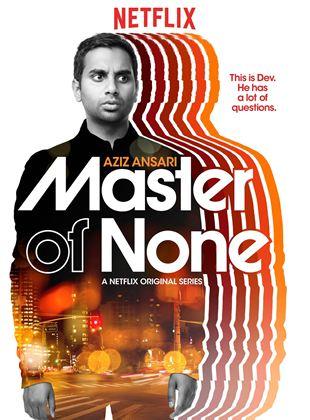 NETFLIX
This is Dev.
He has
a lot of
questions.
AZIZ ANSARI
Master
of None
A NETFLIX ORIGINAL SERIES